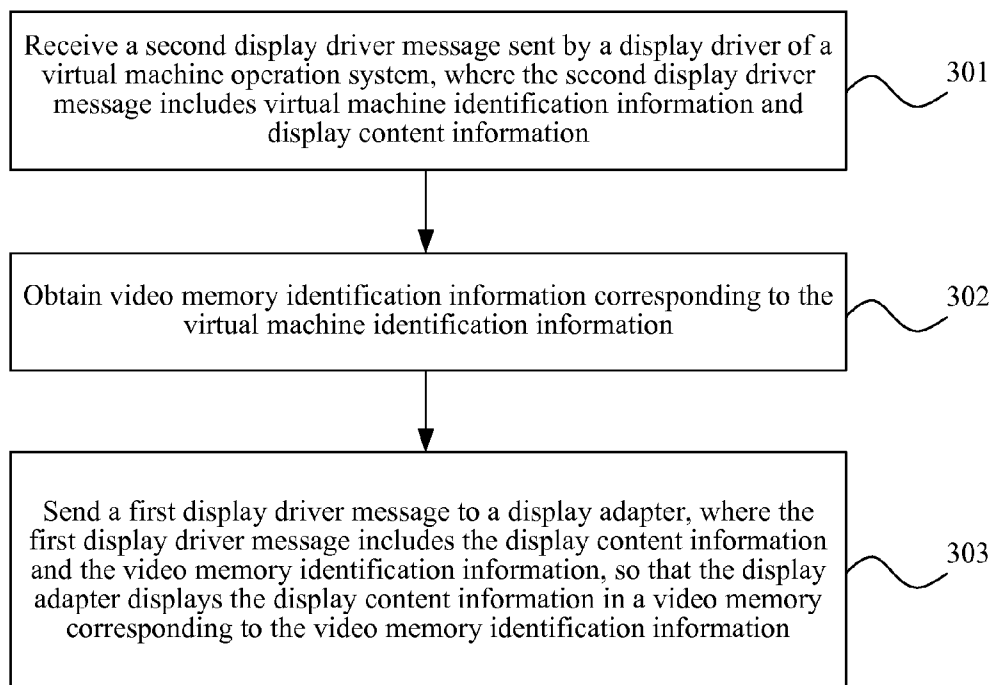 Receive a second display driver message sent by a display driver of a
virtual machine operation system, where the second display driver
message includes virtual machine identification information and
display content information
301
Obtain video memory identification information corresponding to the
virtual machine identification information
302
Send a first display driver message to a display adapter, where the
first display driver message includes the display content information
and the video memory identification information, so that the display
adapter displays the display content information in a video memory
corresponding to the video memory identification information
303